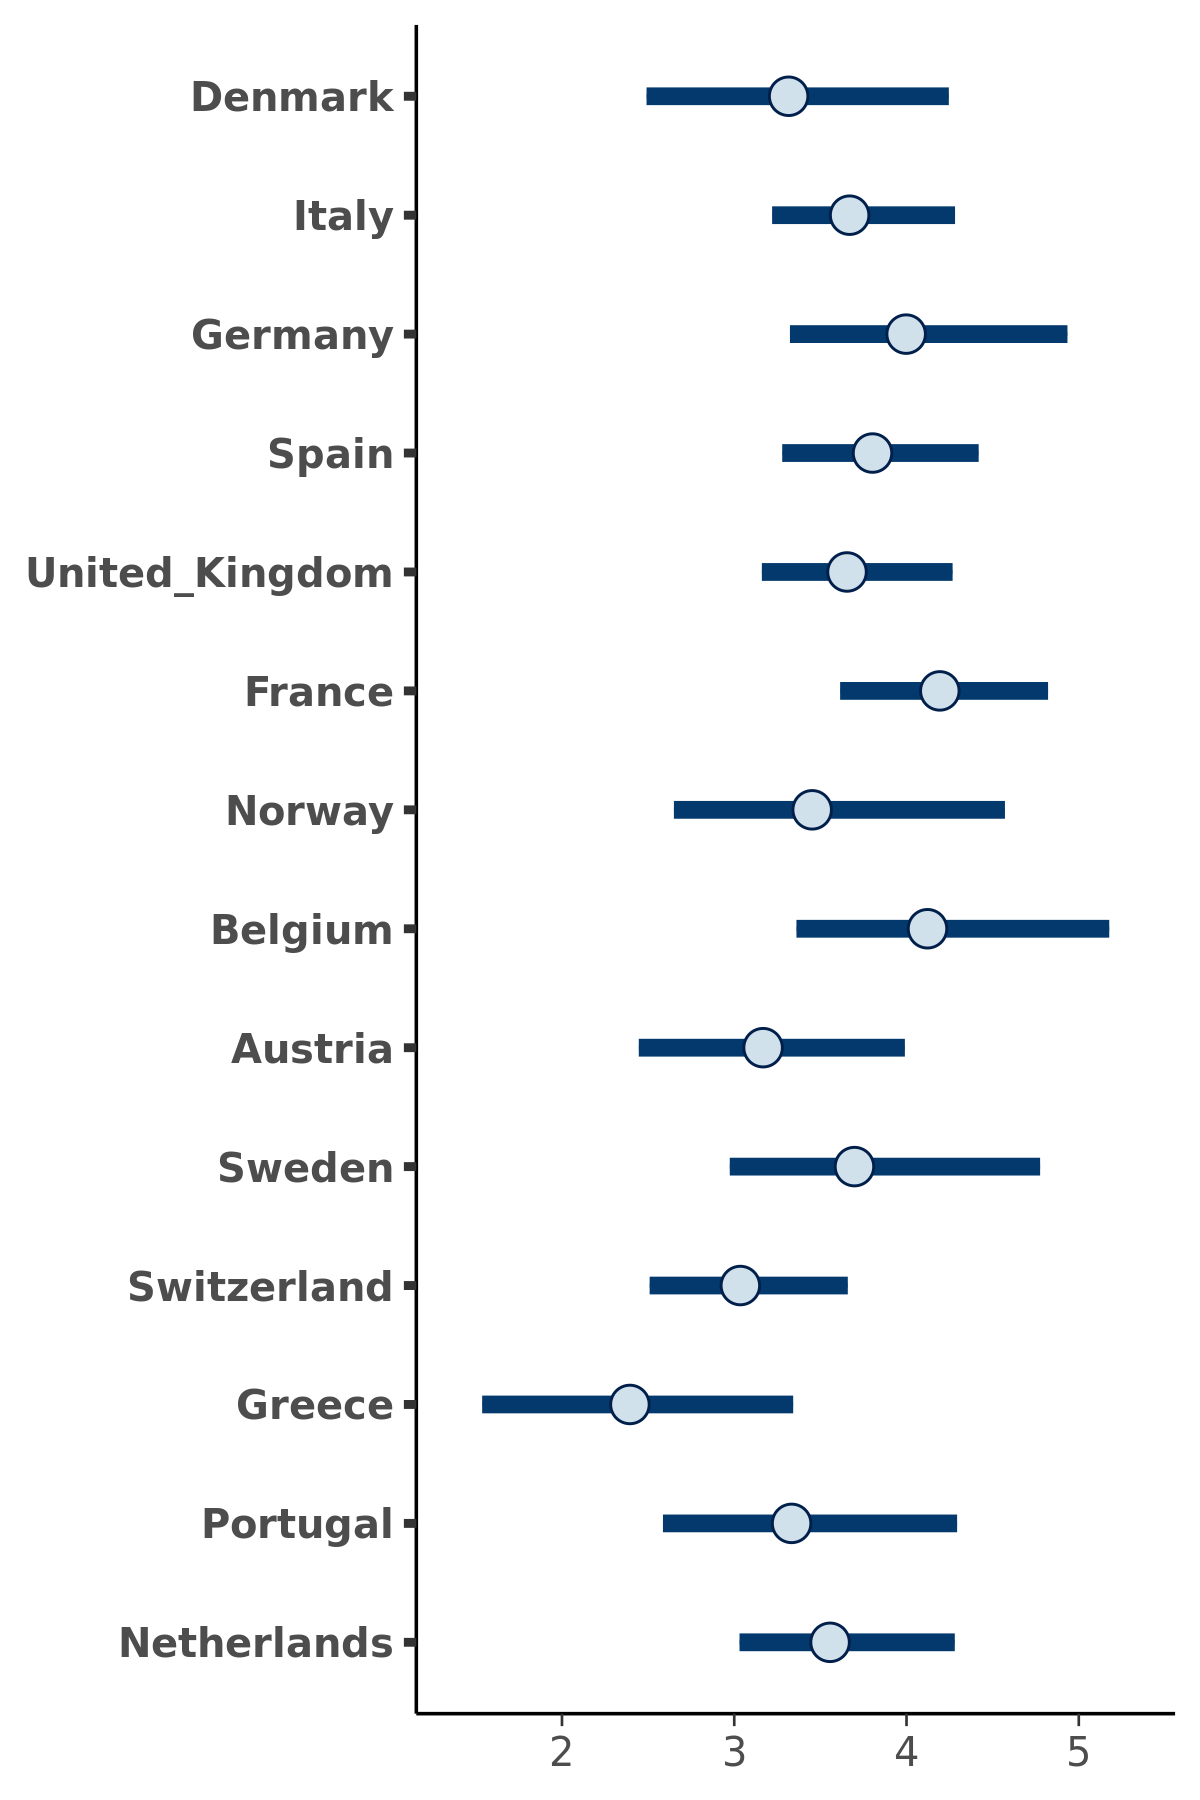 Denmark
Italy
Germany
Spain
United_Kingdom
France
Norway
Belgium
Austria
Sweden
Switzerland
Greece
Portugal
Netherlands
2 3 4 5